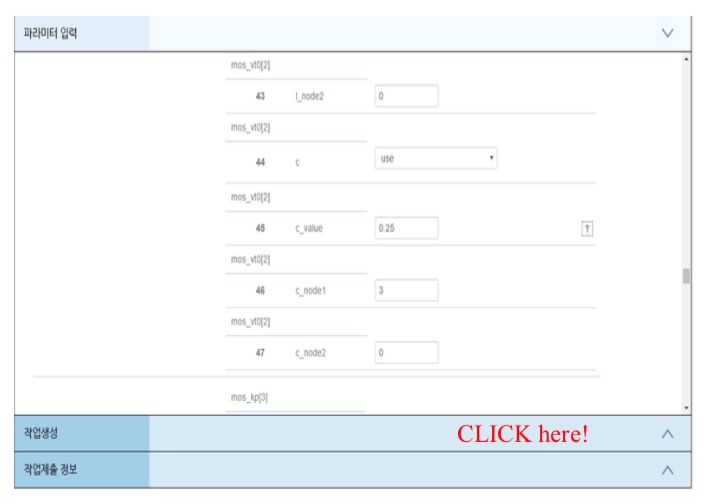 파라미터 입력
mos_vt0[2]
43 l_node2 0
mos_vt0[2]
44 c use
mos_vt0[2]
45 c_value 0.25 ?
mos_vt0[2]
46 c_node1 3
mos_vt0[2]
47 c_node2 0
mos_kp[3]
작업생성 CLICK here!
작업제출 정보